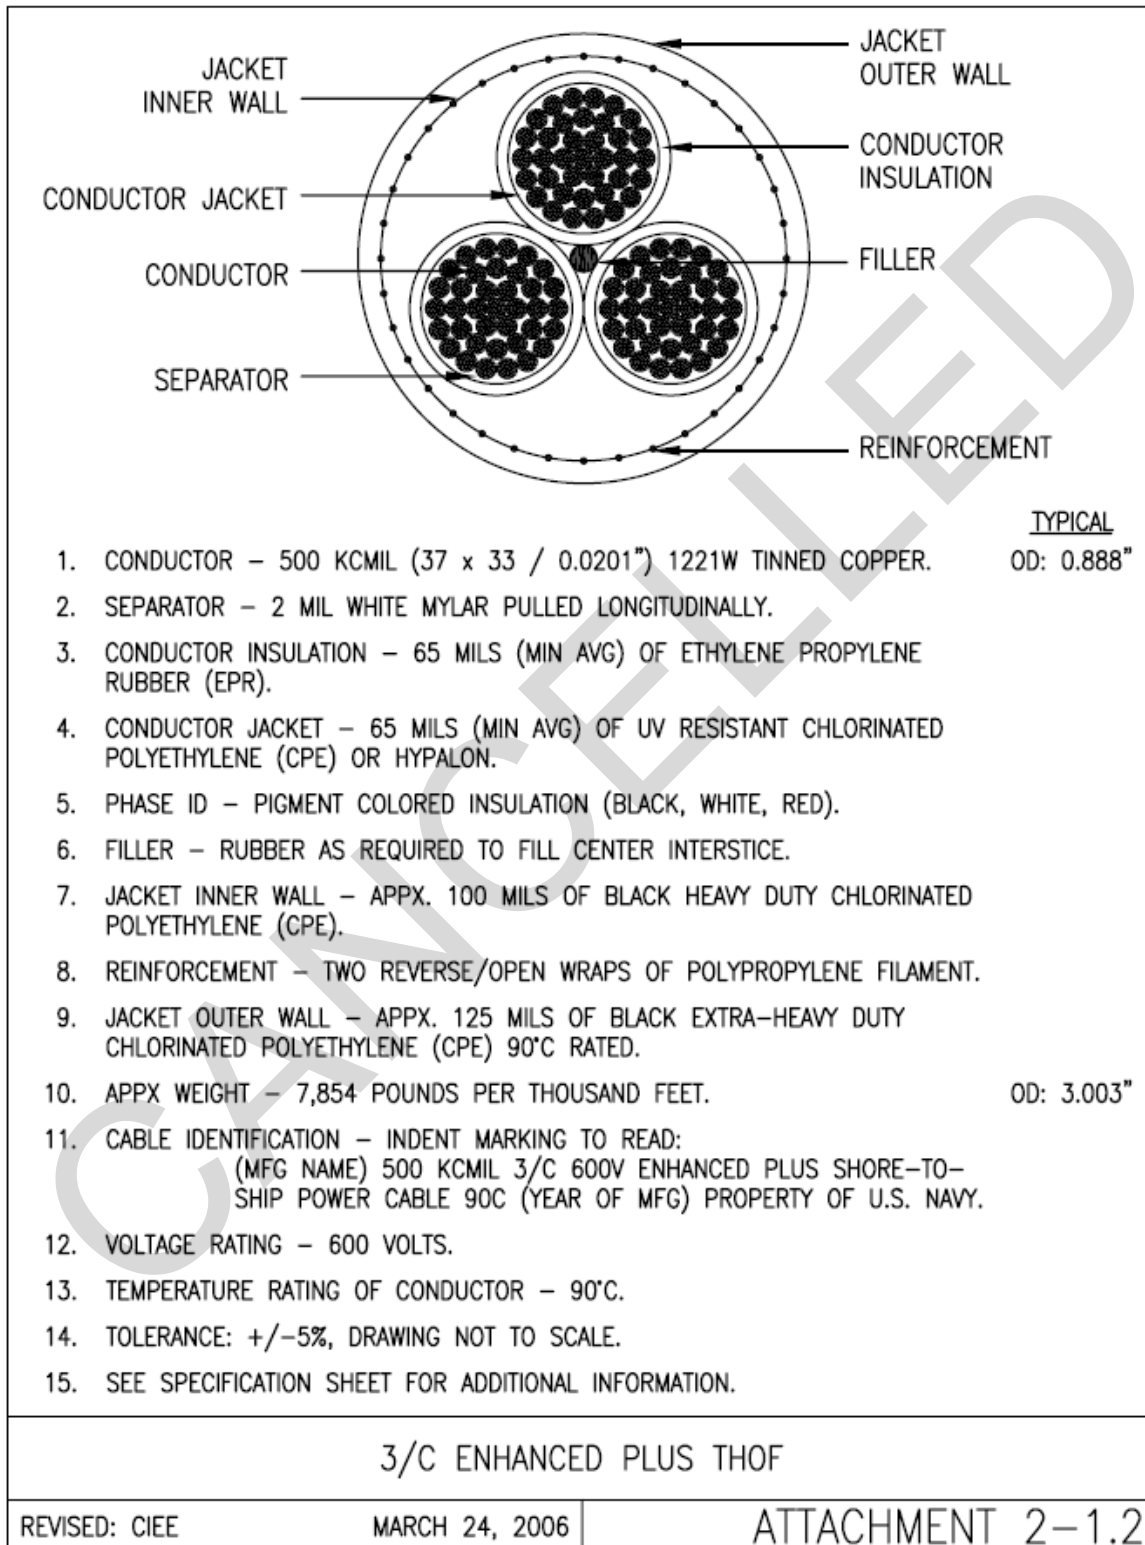 JACKET
INNER WALL
JACKET
OUTER WALL
CONDUCTOR
INSULATION
CONDUCTOR JACKET
CONDUCTOR
FILLER
SEPARATOR
REINFORCEMENT
TYPICAL
1. CONDUCTOR – 500 KCMIL (37 x 33 / 0.0201") 1221W TINNED COPPER. OD: 0.888"
2. SEPARATOR – 2 MIL WHITE MYLAR PULLED LONGITUDINALLY.
3. CONDUCTOR INSULATION – 65 MILS (MIN AVG) OF ETHYLENE PROPYLENE
RUBBER (EPR).
4. CONDUCTOR JACKET – 65 MILS (MIN AVG) OF UV RESISTANT CHLORINATED
POLYETHYLENE (CPE) OR HYPALON.
5. PHASE ID – PIGMENT COLORED INSULATION (BLACK, WHITE, RED).
6. FILLER – RUBBER AS REQUIRED TO FILL CENTER INTERSTICE.
7. JACKET INNER WALL – APPX. 100 MILS OF BLACK HEAVY DUTY CHLORINATED
POLYETHYLENE (CPE).
8. REINFORCEMENT – TWO REVERSE/OPEN WRAPS OF POLYPROPYLENE FILAMENT.
9. JACKET OUTER WALL – APPX. 125 MILS OF BLACK EXTRA-HEAVY DUTY
CHLORINATED POLYETHYLENE (CPE) 90°C RATED.
10. APPX WEIGHT – 7,854 POUNDS PER THOUSAND FEET. OD: 3.003"
11. CABLE IDENTIFICATION – INDENT MARKING TO READ:
(MFG NAME) 500 KCMIL 3/C 600V ENHANCED PLUS SHORE-TO-
SHIP POWER CABLE 90C (YEAR OF MFG) PROPERTY OF U.S. NAVY.
12. VOLTAGE RATING – 600 VOLTS.
13. TEMPERATURE RATING OF CONDUCTOR – 90°C.
14. TOLERANCE: +/-5%, DRAWING NOT TO SCALE.
15. SEE SPECIFICATION SHEET FOR ADDITIONAL INFORMATION.
CANCELLED
3/C ENHANCED PLUS THOF
REVISED: CIEE MARCH 24, 2006
ATTACHMENT 2-1.2